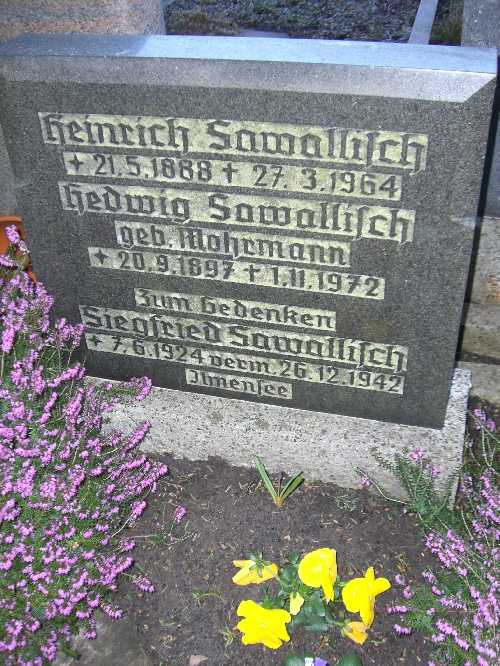 Heinrich Sawallisch
+ 21.5.1888 † 27.3.1964
Hedwig Sawallisch
geb. Mohrmann
+ 20.9.1897 † 1.11.1972
Zum Gedenken
Siegfried Sawallisch
+ 7.6.1924 verm. 26.12.1942
Ilmensee